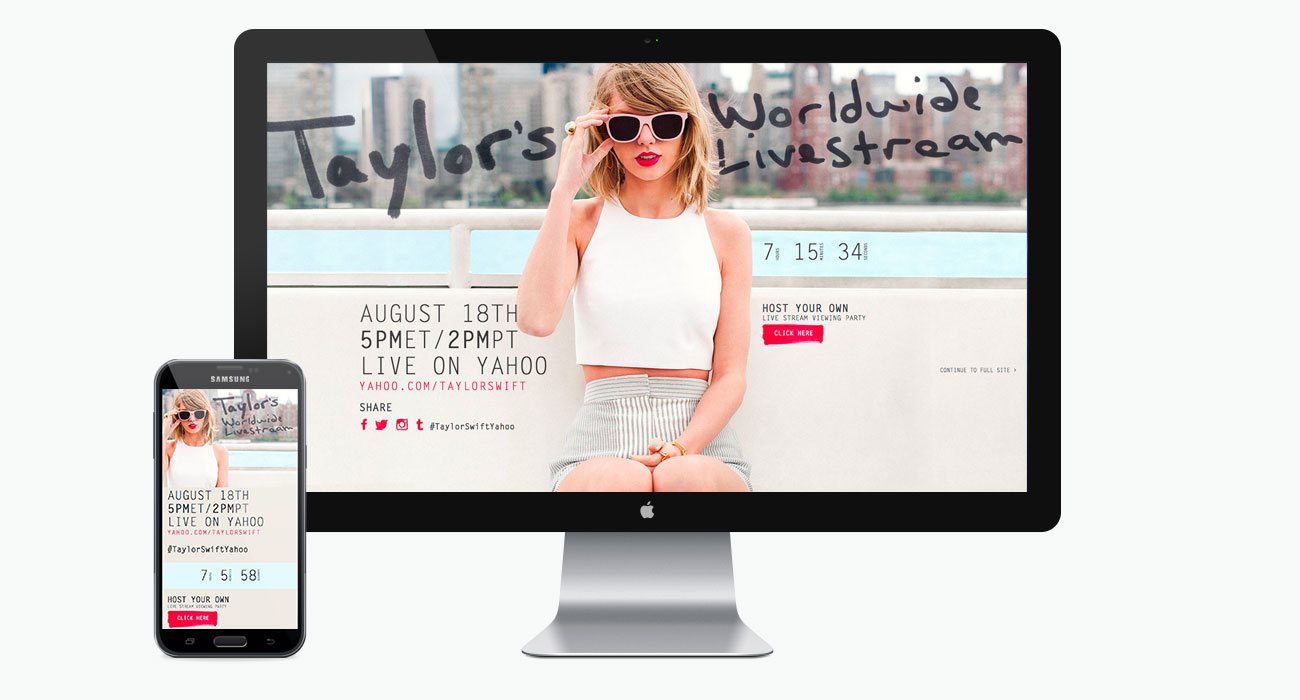 Taylor's
Worldwide
Livestream
7 HOURS 15 MINUTES 34 SECONDS
AUGUST 18TH
5PMET/2PMPT
LIVE ON YAHOO
YAHOO.COM/TAYLORSWIFT
SHARE
#TaylorSwiftYahoo
HOST YOUR OWN
LIVE STREAM VIEWING PARTY
CLICK HERE
CONTINUE TO FULL SITE >
SAMSUNG
Taylor's
Worldwide
Livestream
AUGUST 18TH
5PMET/2PMPT
LIVE ON YAHOO
YAHOO.COM/TAYLORSWIFT
#TaylorSwiftYahoo
7 5 58
HOST YOUR OWN
LIVE STREAM VIEWING PARTY
CLICK HERE